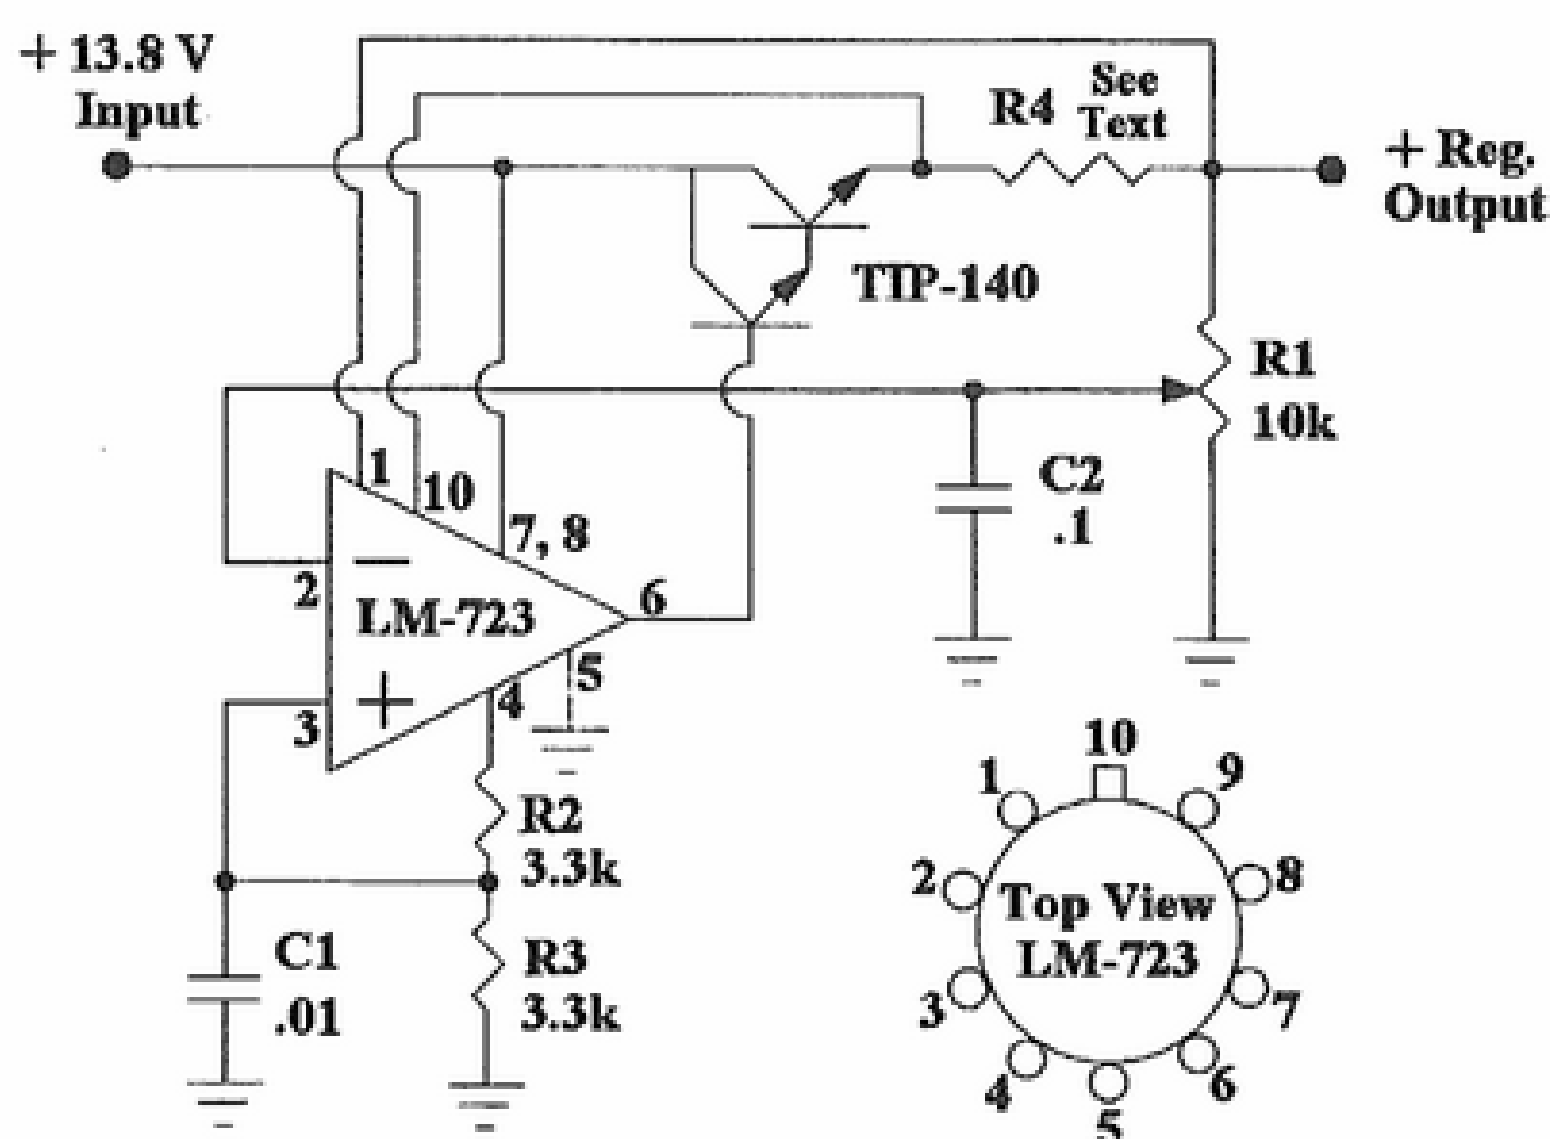 + 13.8 V
Input
R4
See
Text
+ Reg.
Output
TIP-140
R1
10k
1
10
7, 8
C2
.1
2
−
LM-723
6
+
3
5
4
R2
3.3k
C1
.01
R3
3.3k
10
1
9
2
8
Top View
LM-723
3
7
4
6
5